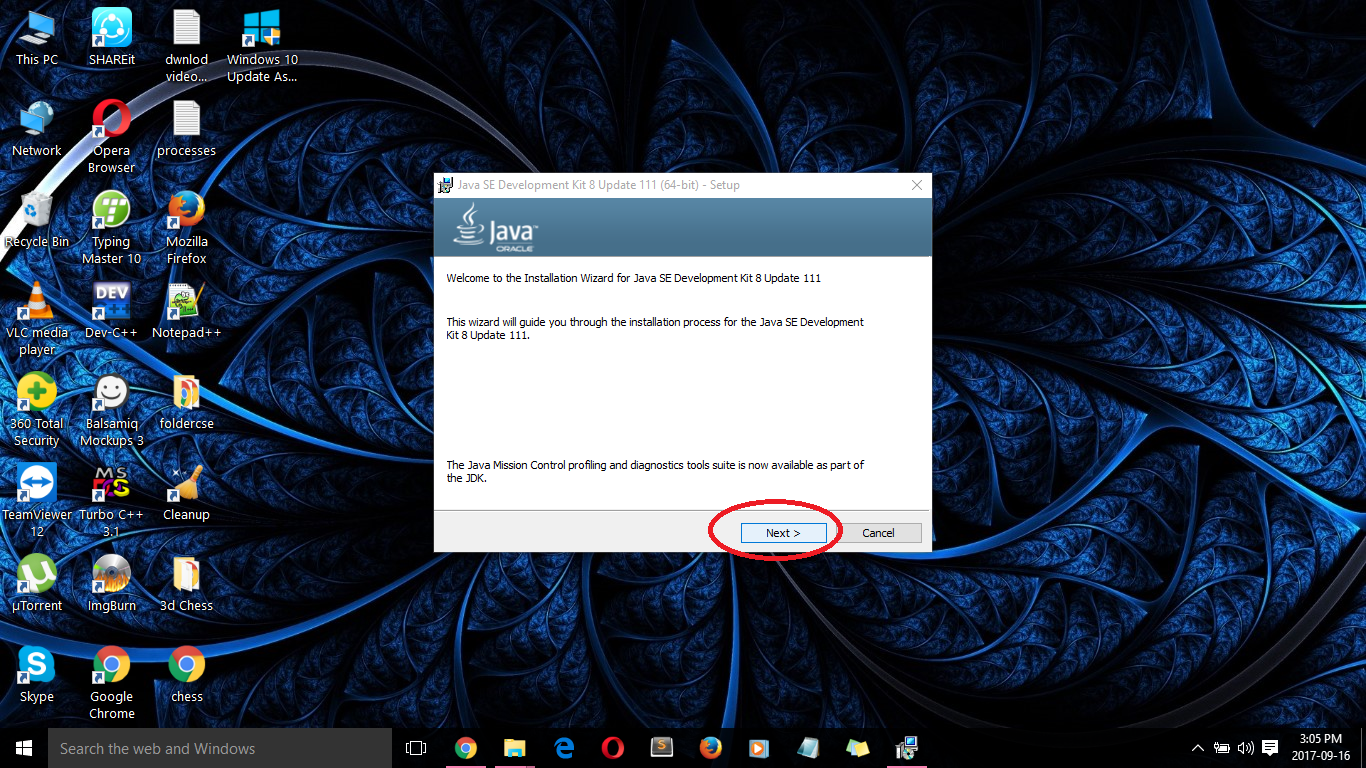 This PC
SHAREit
dwnlod
video...
Windows 10
Update As...
Network
Opera
Browser
processes
Recycle Bin
Typing
Master 10
Mozilla
Firefox
VLC media
player
DEV
Dev-C++
Notepad++
360 Total
Security
Balsamiq
Mockups 3
foldercse
TeamViewer
12
Turbo C++
3.1
Cleanup
µTorrent
ImgBurn
3d Chess
Skype
Google
Chrome
chess
Java SE Development Kit 8 Update 111 (64-bit) - Setup
Java™
ORACLE
Welcome to the Installation Wizard for Java SE Development Kit 8 Update 111
This wizard will guide you through the installation process for the Java SE Development
Kit 8 Update 111.
The Java Mission Control profiling and diagnostics tools suite is now available as part of
the JDK.
Next >
Cancel
Search the web and Windows
3:05 PM
2017-09-16